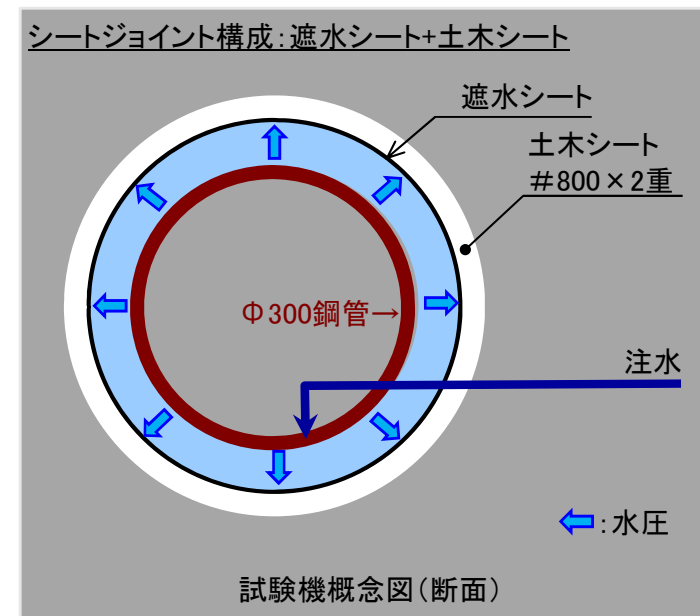 シートジョイント構成：遮水シート+土木シート
遮水シート
土木シート
＃800×2重
Φ300鋼管→
注水
：水圧
試験機概念図（断面）